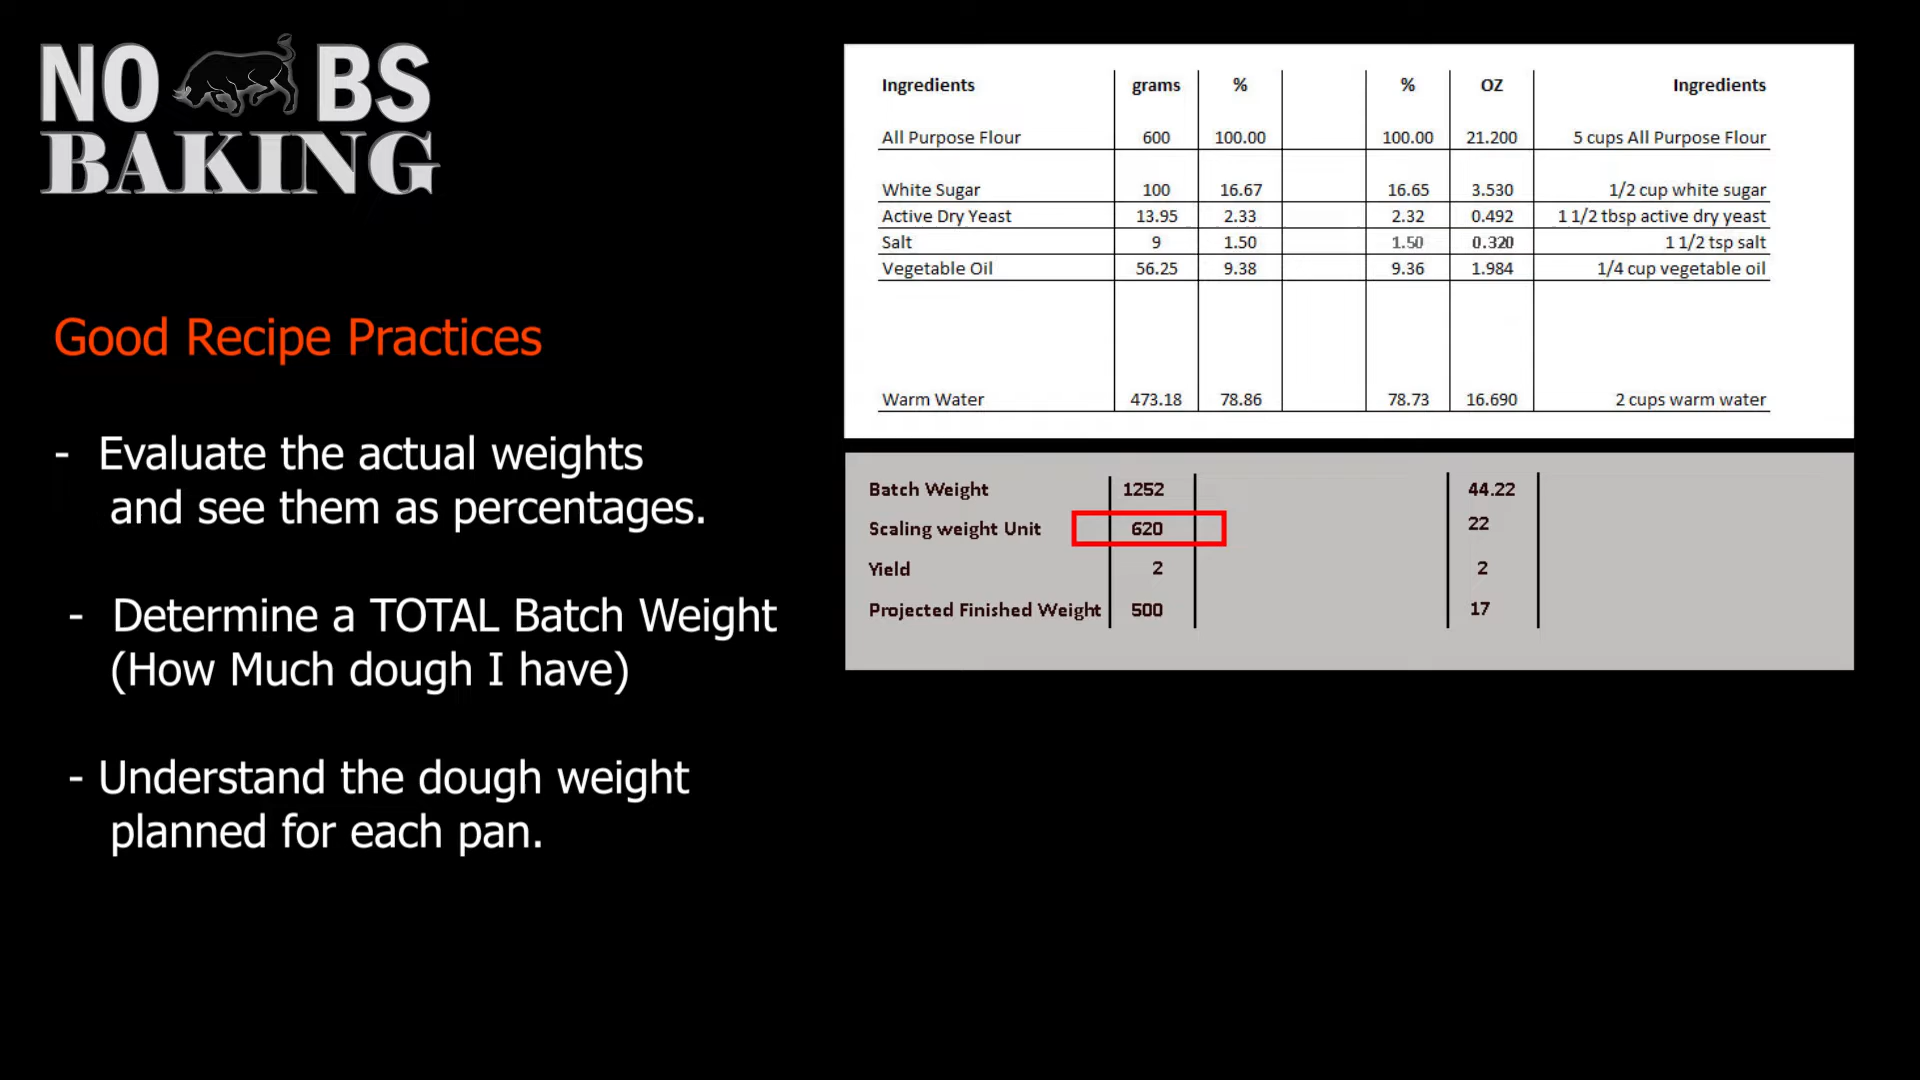 NO BS
BAKING
Good Recipe Practices
- Evaluate the actual weights
and see them as percentages.
- Determine a TOTAL Batch Weight
(How Much dough I have)
- Understand the dough weight
planned for each pan.
Ingredients grams % % OZ Ingredients
All Purpose Flour 600 100.00 100.00 21.200 5 cups All Purpose Flour
White Sugar 100 16.67 16.65 3.530 1/2 cup white sugar
Active Dry Yeast 13.95 2.33 2.32 0.492 1 1/2 tbsp active dry yeast
Salt 9 1.50 1.50 0.320 1 1/2 tsp salt
Vegetable Oil 56.25 9.38 9.36 1.984 1/4 cup vegetable oil
Warm Water 473.18 78.86 78.73 16.690 2 cups warm water
Batch Weight 1252 44.22
Scaling weight Unit 620 22
Yield 2 2
Projected Finished Weight 500 17